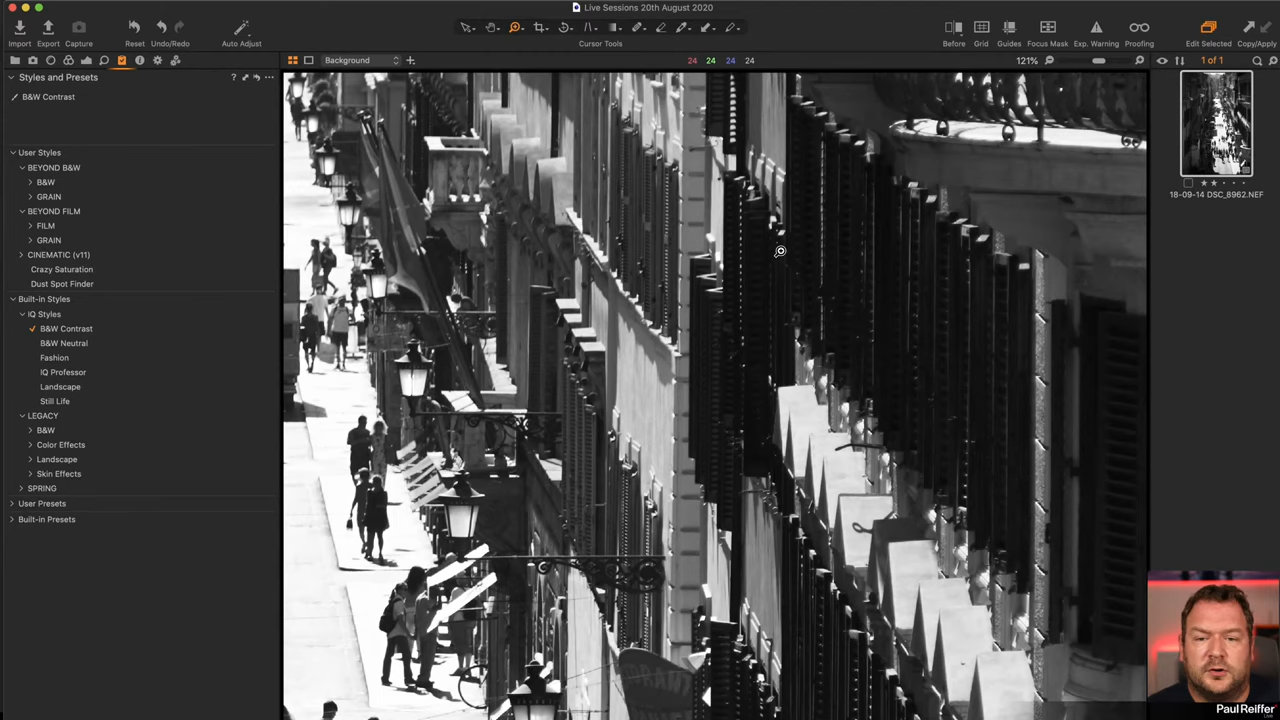 Live Sessions 20th August 2020
Import Export Capture Reset Undo/Redo Auto Adjust Cursor Tools Before Grid Guides Focus Mask Exp. Warning Proofing Edit Selected Copy/Apply
Background 24 24 24 24 121% 1 of 1
Styles and Presets
B&W Contrast
User Styles
BEYOND B&W
B&W
GRAIN
BEYOND FILM
FILM
GRAIN
CINEMATIC (v11)
Crazy Saturation
Dust Spot Finder
Built-in Styles
IQ Styles
B&W Contrast
B&W Neutral
Fashion
IQ Professor
Landscape
Still Life
LEGACY
B&W
Color Effects
Landscape
Skin Effects
SPRING
User Presets
Built-in Presets
18-09-14 DSC_8962.NEF
Paul Reiffer